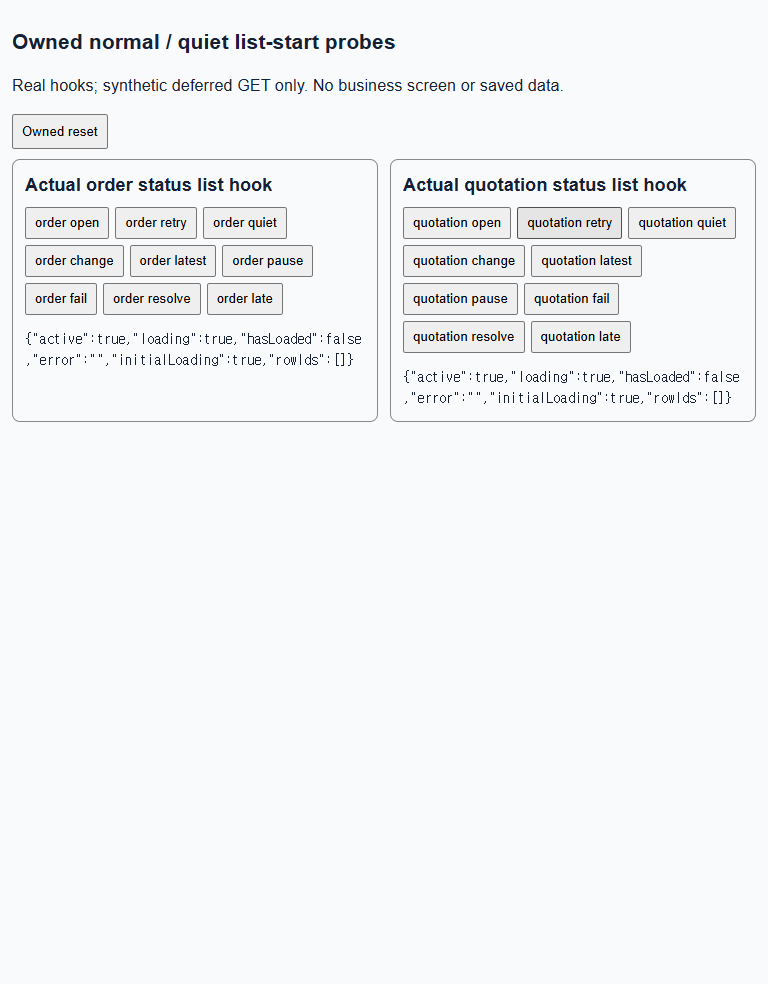 Owned normal / quiet list-start probes
Real hooks; synthetic deferred GET only. No business screen or saved data.
Owned reset
Actual order status list hook
order open order retry order quiet
order change order latest order pause
order fail order resolve order late
{"active":true,"loading":true,"hasLoaded":false
,"error":"","initialLoading":true,"rowIds":[]}
Actual quotation status list hook
quotation open quotation retry quotation quiet
quotation change quotation latest
quotation pause quotation fail
quotation resolve quotation late
{"active":true,"loading":true,"hasLoaded":false
,"error":"","initialLoading":true,"rowIds":[]}